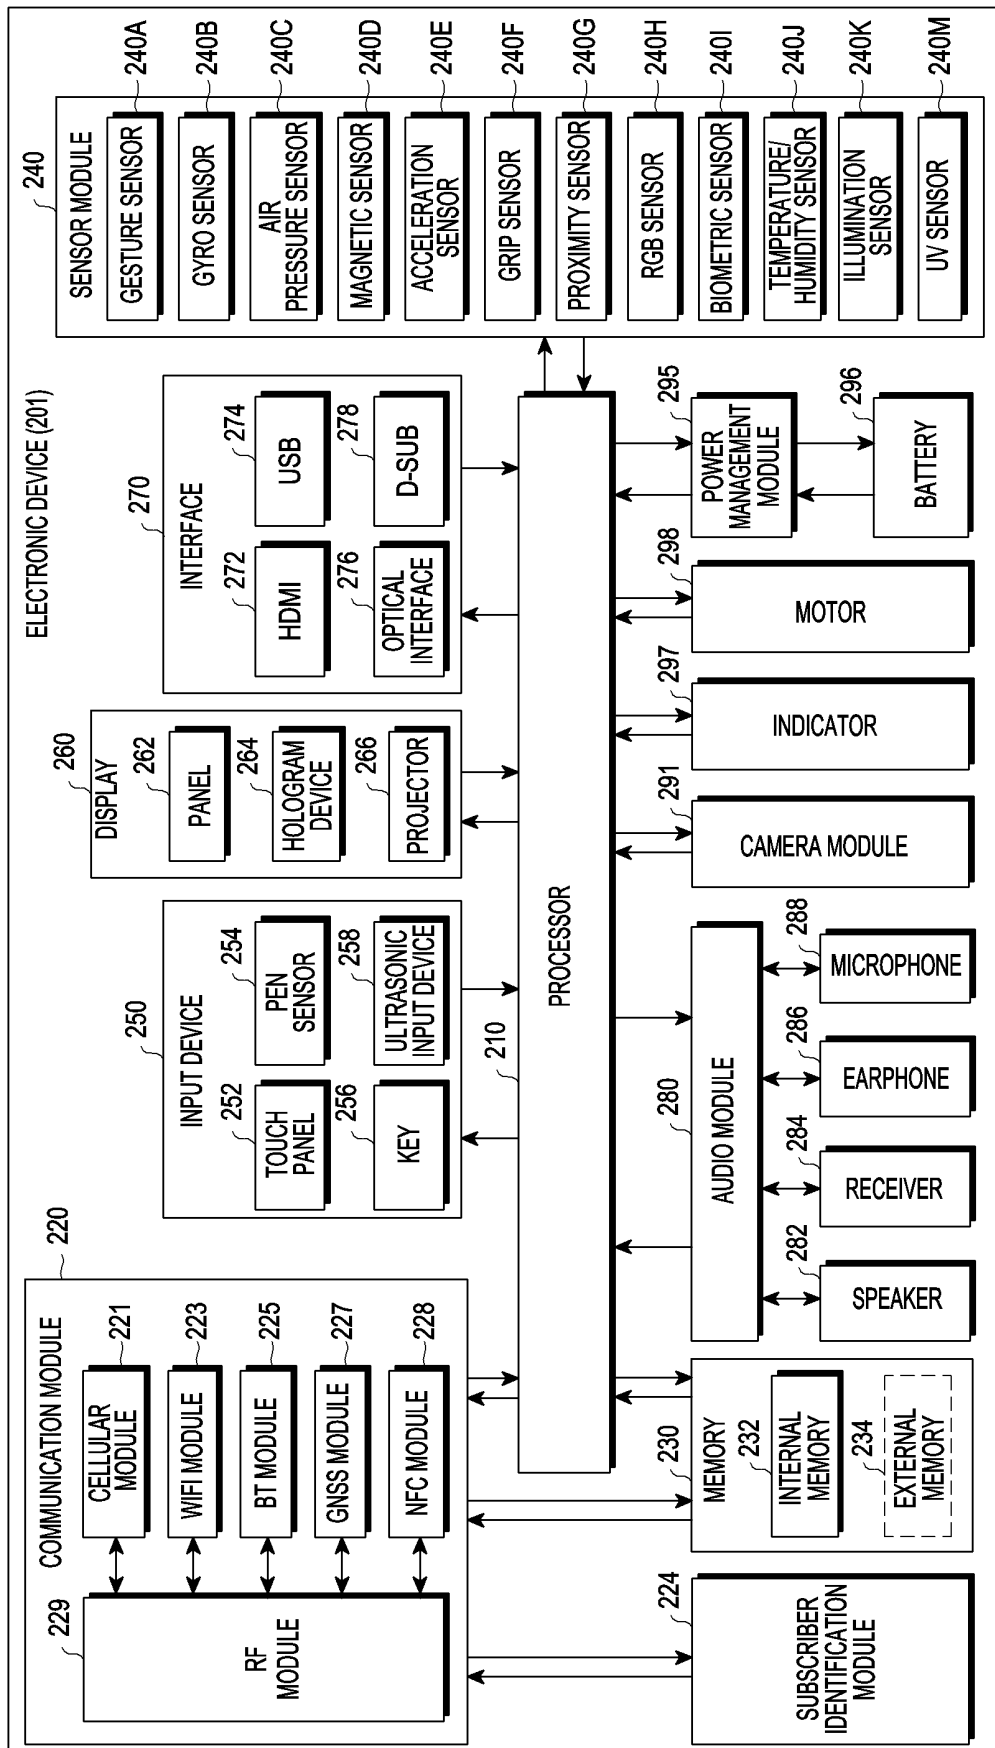 ELECTRONIC DEVICE (201)
COMMUNICATION MODULE
220
229
RF
MODULE
CELLULAR
MODULE
221
WIFI MODULE
223
BT MODULE
225
GNSS MODULE
227
NFC MODULE
228
250
INPUT DEVICE
252
TOUCH
PANEL
254
PEN
SENSOR
256
KEY
258
ULTRASONIC
INPUT DEVICE
260
DISPLAY
262
PANEL
264
HOLOGRAM
DEVICE
266
PROJECTOR
270
INTERFACE
272
HDMI
274
USB
276
OPTICAL
INTERFACE
278
D-SUB
240
SENSOR MODULE
GESTURE SENSOR
240A
GYRO SENSOR
240B
AIR
PRESSURE SENSOR
240C
MAGNETIC SENSOR
240D
ACCELERATION
SENSOR
240E
GRIP SENSOR
240F
PROXIMITY SENSOR
240G
RGB SENSOR
240H
BIOMETRIC SENSOR
240I
TEMPERATURE/
HUMIDITY SENSOR
240J
ILLUMINATION
SENSOR
240K
UV SENSOR
240M
210
PROCESSOR
224
SUBSCRIBER
IDENTIFICATION
MODULE
230
MEMORY
232
INTERNAL
MEMORY
234
EXTERNAL
MEMORY
280
AUDIO MODULE
282
SPEAKER
284
RECEIVER
286
EARPHONE
288
MICROPHONE
291
CAMERA MODULE
297
INDICATOR
298
MOTOR
295
POWER
MANAGEMENT
MODULE
296
BATTERY